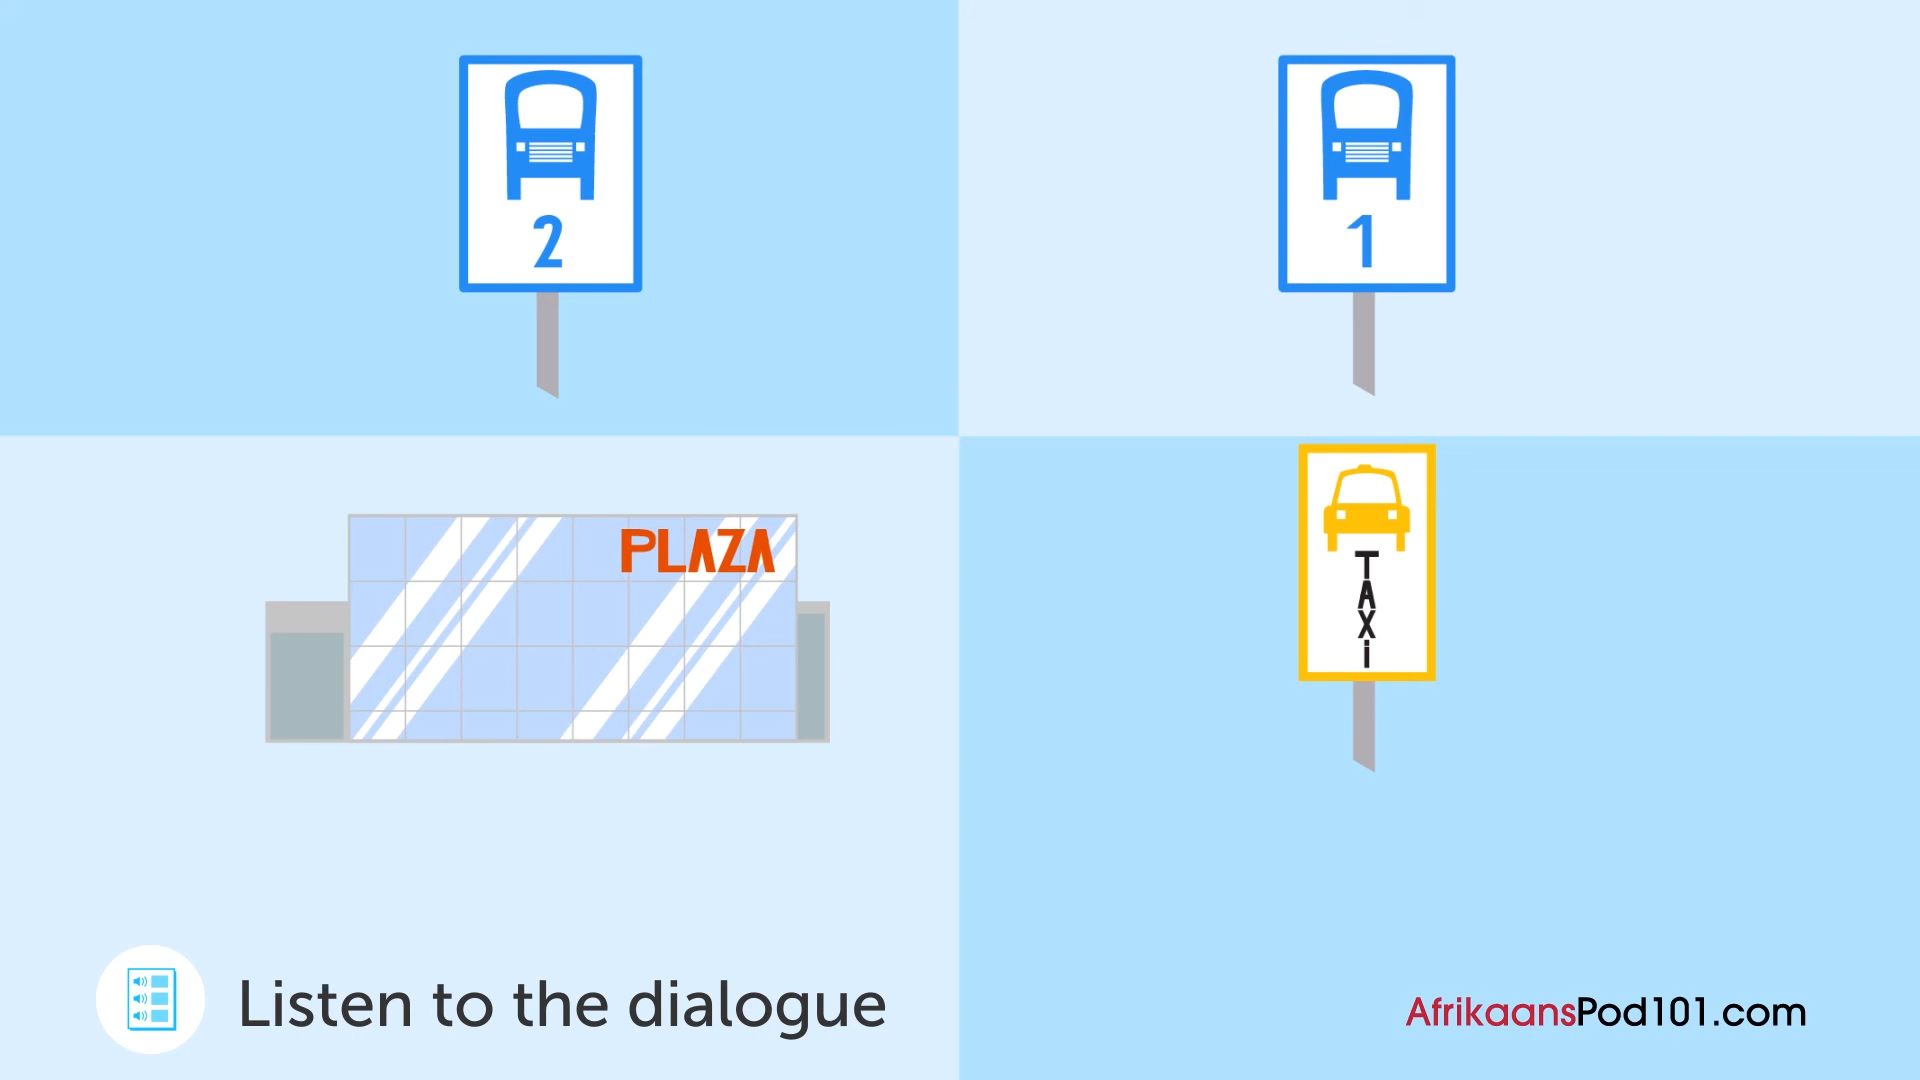 2
1
PLAZA
TAXi
Listen to the dialogue
AfrikaansPod101.com